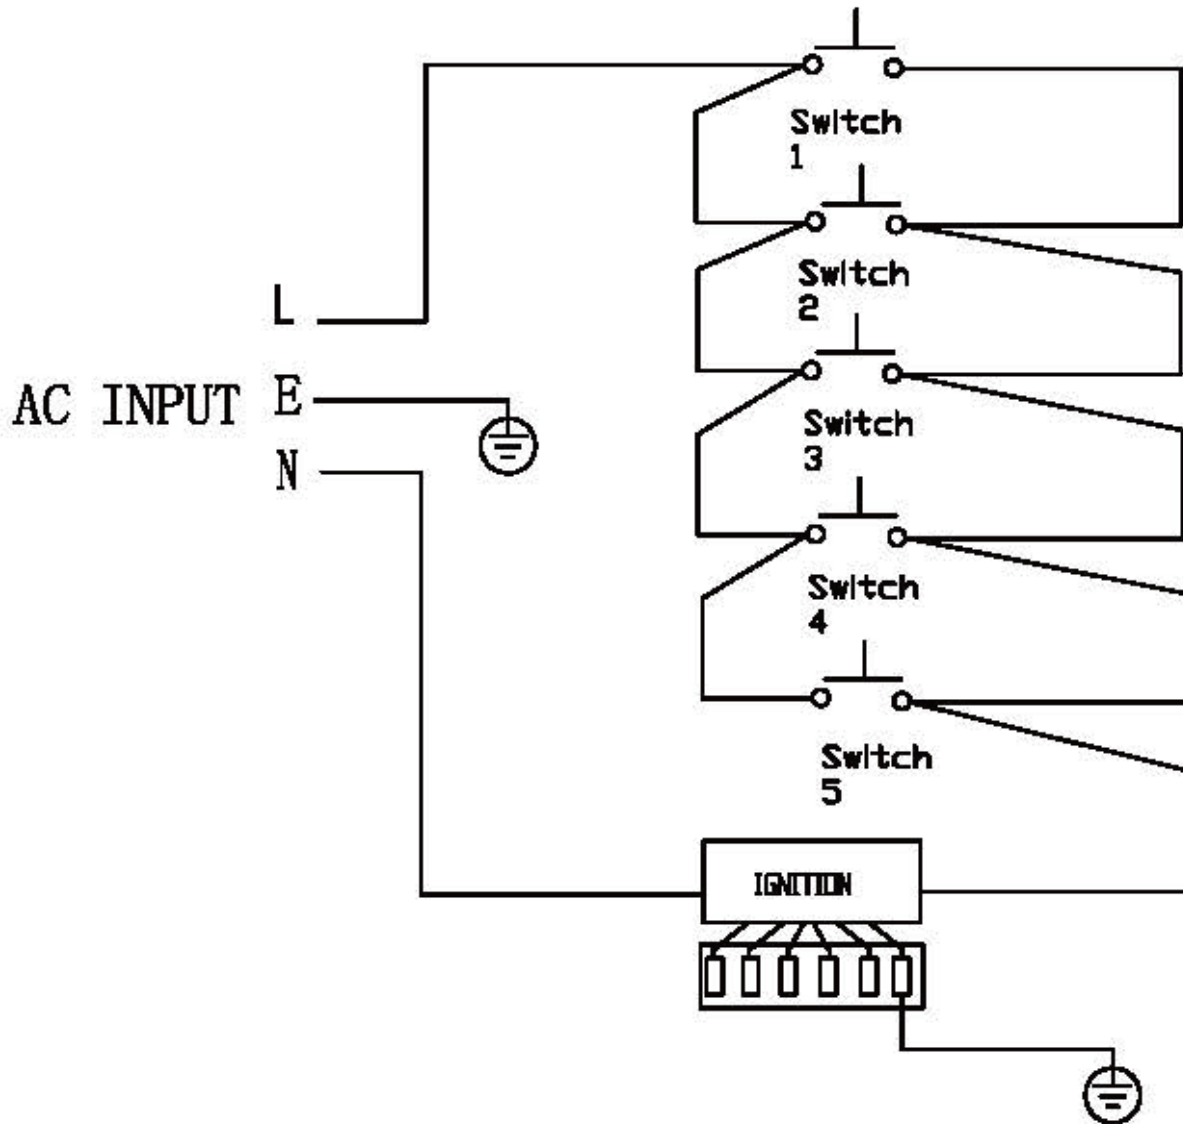 Switch
1
Switch
2
L
AC INPUT E
N
Switch
3
Switch
4
Switch
5
IGNITION